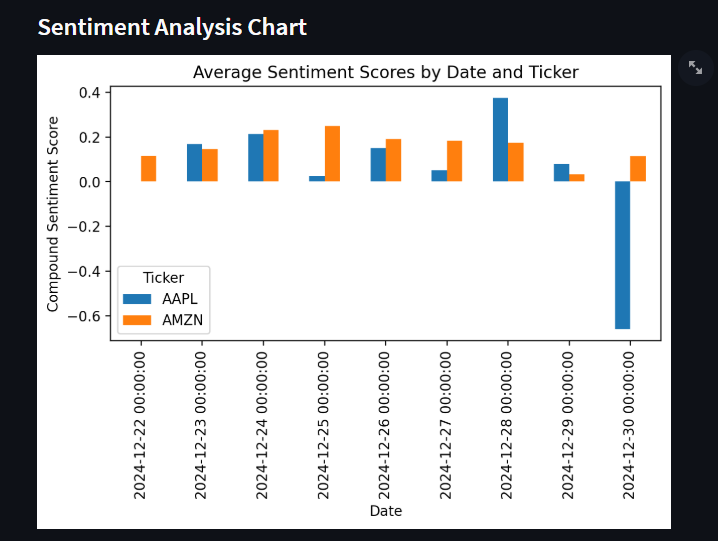 Sentiment Analysis Chart
Average Sentiment Scores by Date and Ticker
Compound Sentiment Score
0.4
0.2
0.0
−0.2
−0.4
−0.6
Ticker
AAPL
AMZN
2024-12-22 00:00:00
2024-12-23 00:00:00
2024-12-24 00:00:00
2024-12-25 00:00:00
2024-12-26 00:00:00
2024-12-27 00:00:00
2024-12-28 00:00:00
2024-12-29 00:00:00
2024-12-30 00:00:00
Date